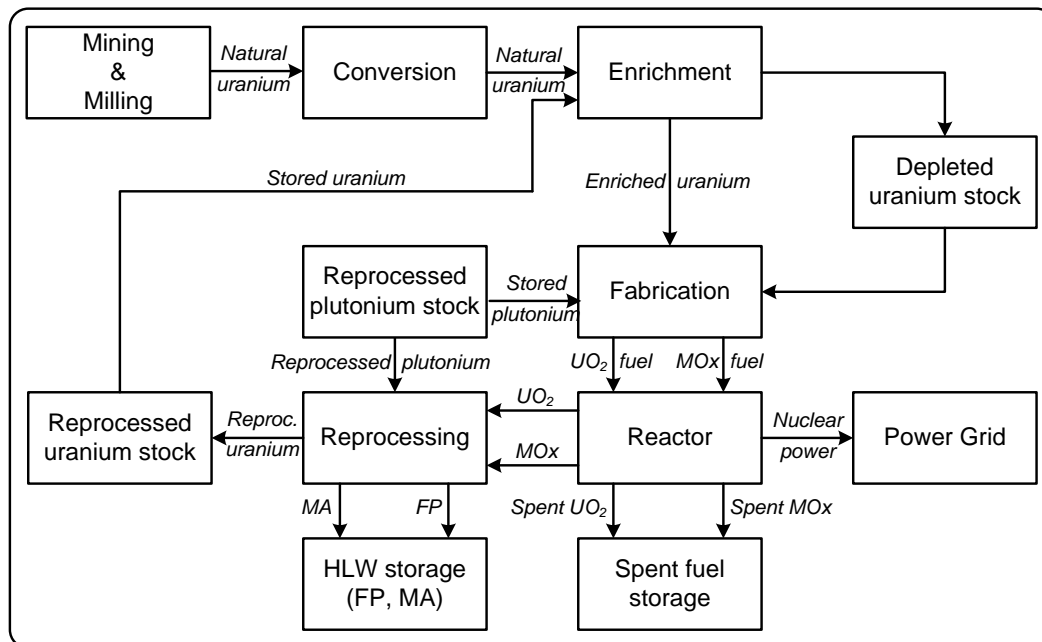 Mining
&
Milling
Natural
uranium
Conversion
Natural
uranium
Enrichment
Depleted
uranium stock
Stored uranium
Enriched uranium
Reprocessed
plutonium stock
Stored
plutonium
Fabrication
Reprocessed plutonium
UO₂ fuel
MOx fuel
Reprocessed
uranium stock
Reproc.
uranium
Reprocessing
UO₂
MOx
Reactor
Nuclear
power
Power Grid
MA
FP
Spent UO₂
Spent MOx
HLW storage
(FP, MA)
Spent fuel
storage